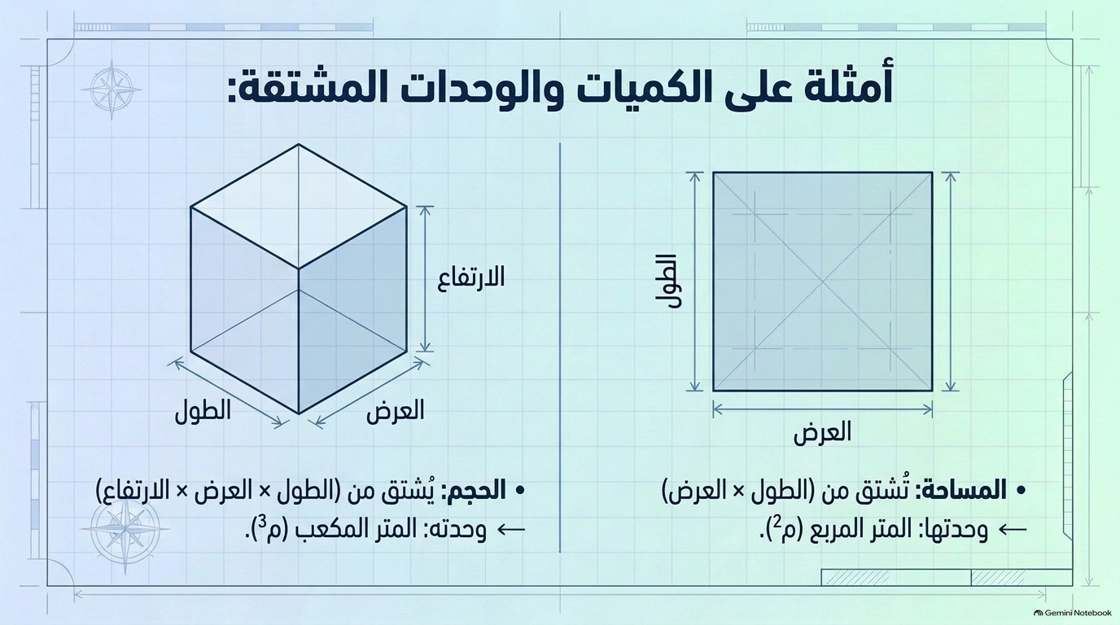 أمثلة على الكميات والوحدات المشتقة:
الطول
العرض
• المساحة: تُشتق من (الطول × العرض)
← وحدتها: المتر المربع (م²).
الارتفاع
العرض
الطول
• الحجم: يُشتق من (الطول × العرض × الارتفاع)
← وحدته: المتر المكعب (م³).
Gemini Notebook